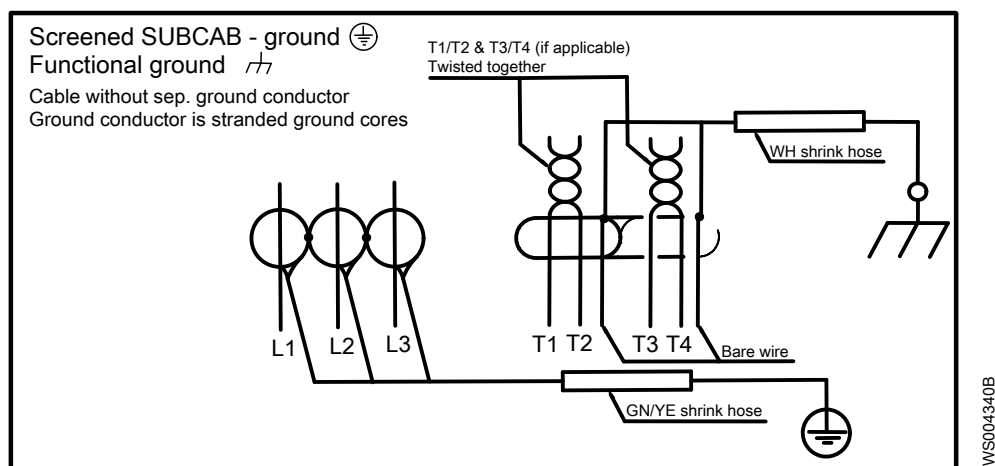 Screened SUBCAB - ground
Functional ground
Cable without sep. ground conductor
Ground conductor is stranded ground cores
T1/T2 & T3/T4 (if applicable)
Twisted together
WH shrink hose
L1
L2
L3
T1
T2
T3
T4
Bare wire
GN/YE shrink hose
WS004340B